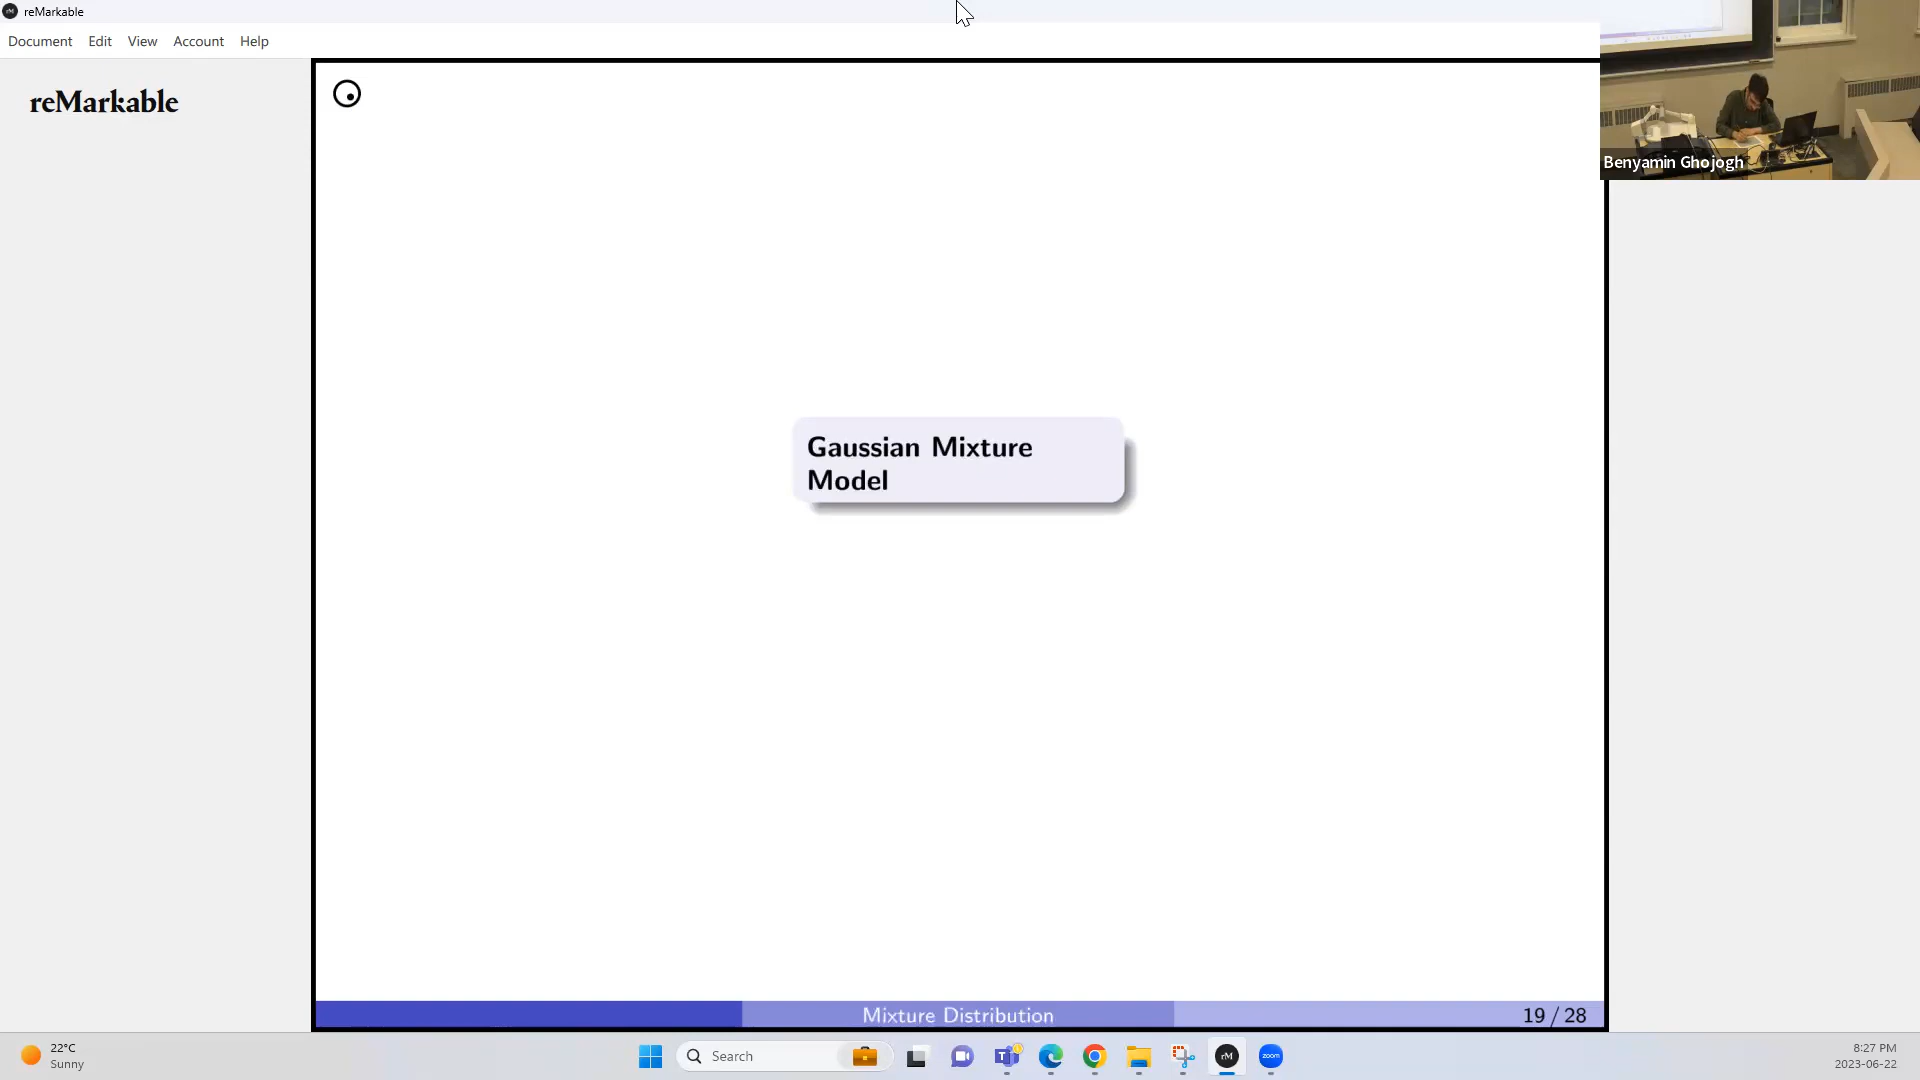 reMarkable
Document Edit View Account Help
reMarkable
Benyamin Ghojogh
Gaussian Mixture
Model
Mixture Distribution
19 / 28
22°C
Sunny
Search
zoom
8:27 PM
2023-06-22